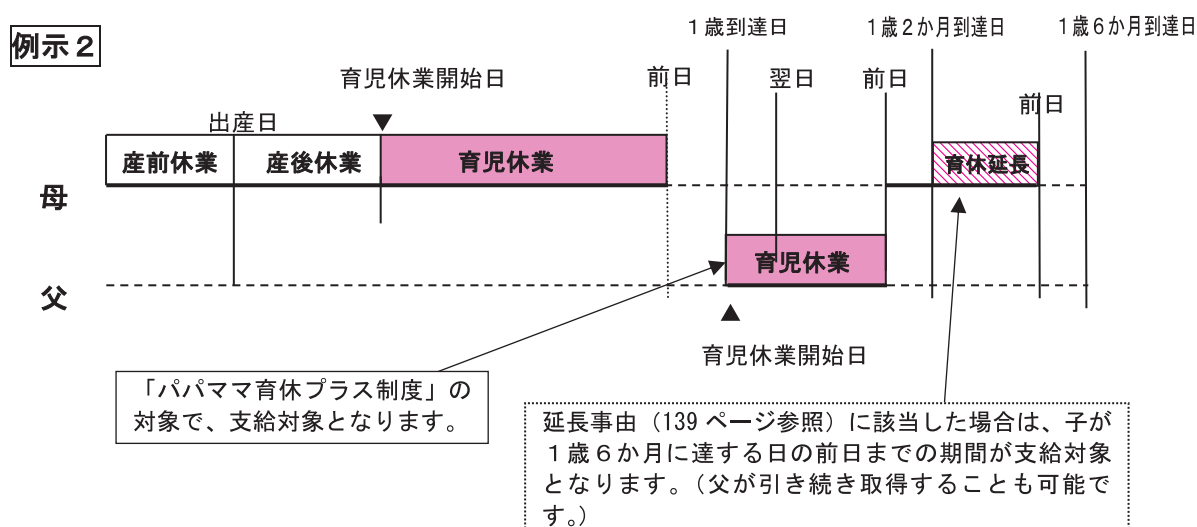 例示2
1歳到達日
1歳2か月到達日
1歳6か月到達日
育児休業開始日
前日
翌日
前日
前日
出産日
▼
産前休業
産後休業
育児休業
育休延長
母
育児休業
父
▲
育児休業開始日
「パパママ育休プラス制度」の
対象で、支給対象となります。
延長事由（139 ページ参照）に該当した場合は、子が
1歳6か月に達する日の前日までの期間が支給対象
となります。（父が引き続き取得することも可能で
す。）